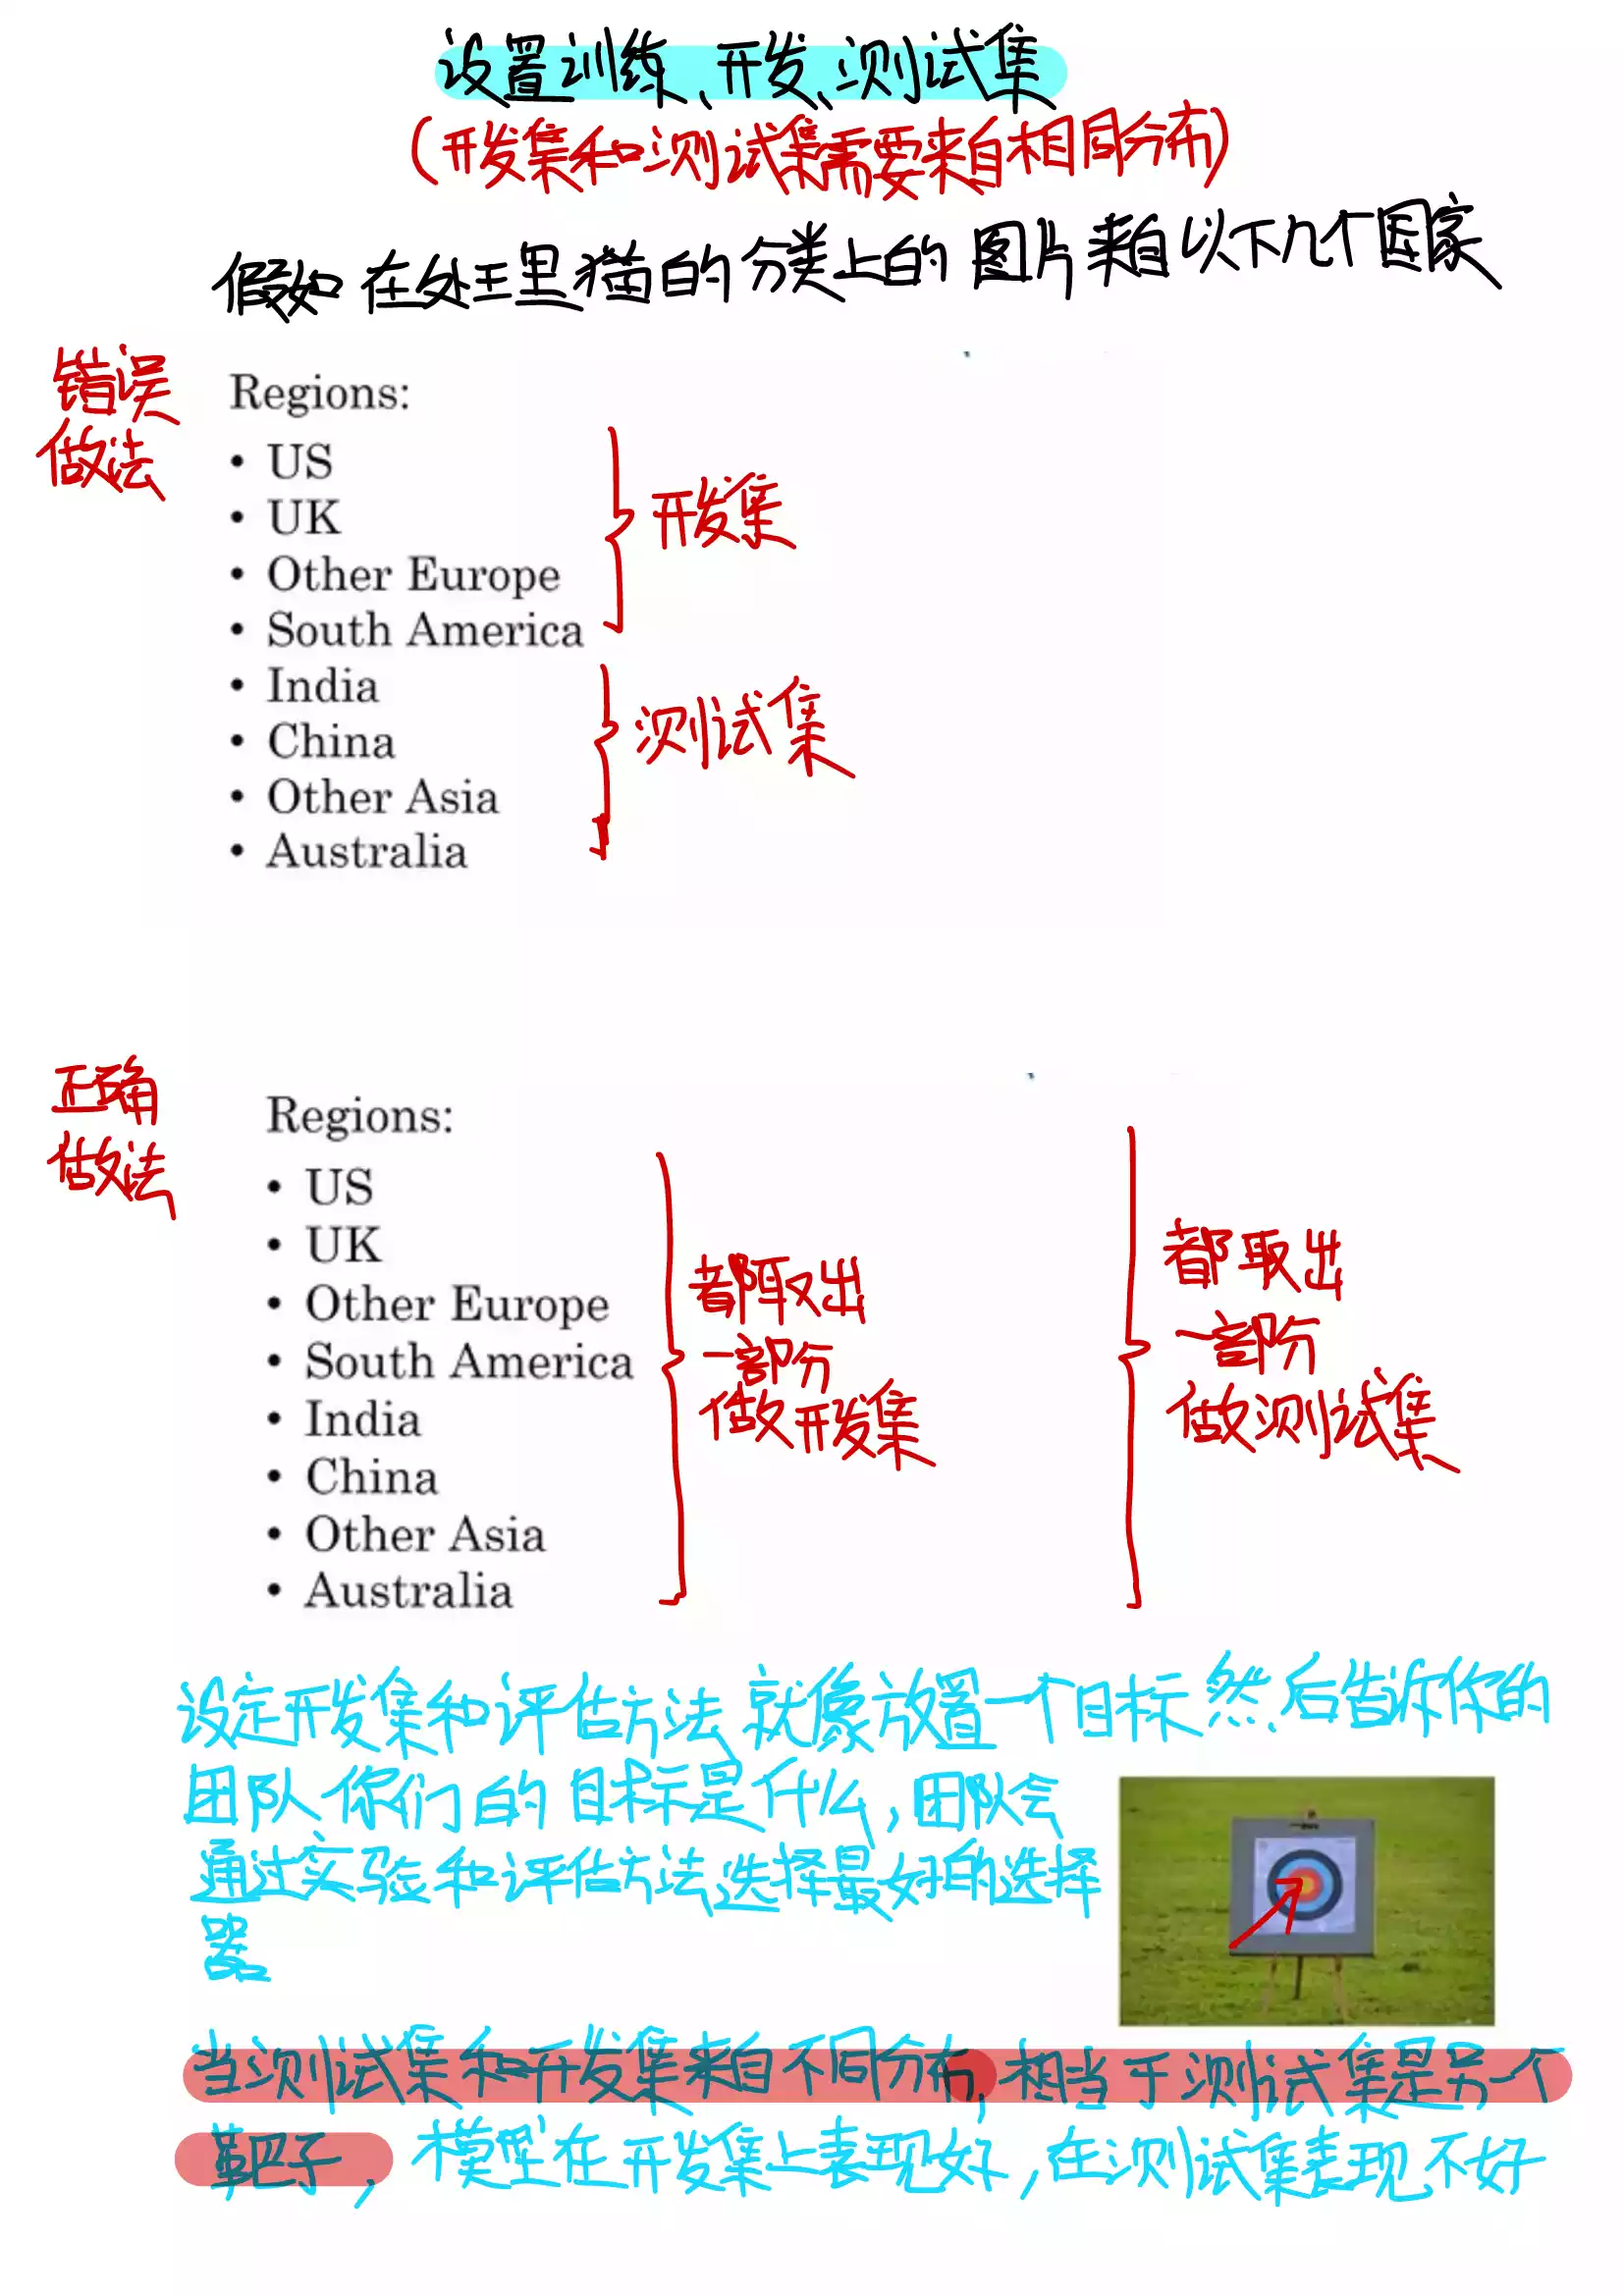 设置训练、开发、测试集
(开发集和测试集需要来自相同分布)
假如在处理猫的分类上的图片来自以下几个国家
错误
做法
Regions:
• US
• UK
• Other Europe
• South America
• India
• China
• Other Asia
• Australia
开发集
测试集
正确
做法
Regions:
• US
• UK
• Other Europe
• South America
• India
• China
• Other Asia
• Australia
都取出
一部份
做开发集
都取出
一部份
做测试集
设定开发集和评估方法就像放置一个目标然后告诉你的
团队你们的目标是什么,团队会
通过实验和评估方法选择最好的选择
器
当测试集和开发集来自不同分布,相当于测试集是另一个
靶子,模型在开发集上表现好,在测试集表现不好